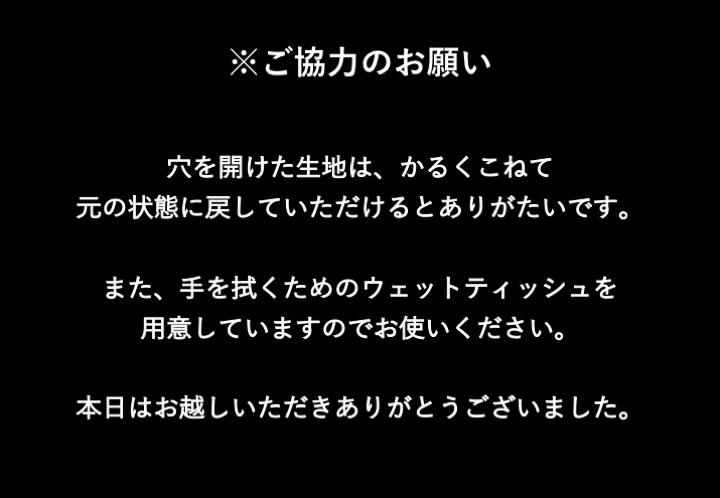 ※ご協力のお願い
穴を開けた生地は、かるくこねて
元の状態に戻していただけるとありがたいです。
また、手を拭くためのウェットティッシュを
用意していますのでお使いください。
本日はお越しいただきありがとうございました。